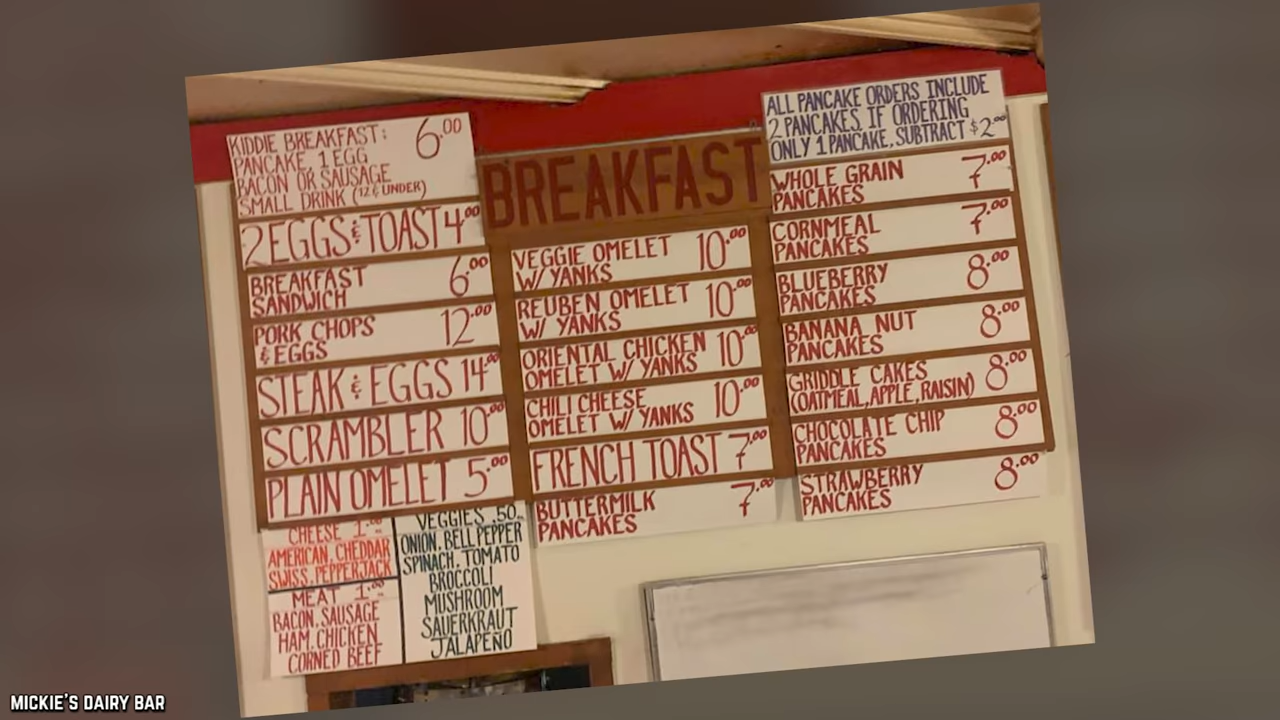 KIDDIE BREAKFAST: 6.00
PANCAKE, 1 EGG
BACON OR SAUSAGE
SMALL DRINK (12 & UNDER)
2 EGGS & TOAST 4.00
BREAKFAST
SANDWICH 6.00
PORK CHOPS
& EGGS 12.00
STEAK & EGGS 14.00
SCRAMBLER 10.00
PLAIN OMELET 5.00
CHEESE 1.00
AMERICAN, CHEDDAR
SWISS, PEPPERJACK
MEAT 1.00
BACON, SAUSAGE
HAM, CHICKEN
CORNED BEEF
VEGGIES .50
ONION, BELL PEPPER
SPINACH, TOMATO
BROCCOLI
MUSHROOM
SAUERKRAUT
JALAPEÑO
BREAKFAST
VEGGIE OMELET
W/ YANKS 10.00
REUBEN OMELET
W/ YANKS 10.00
ORIENTAL CHICKEN
OMELET W/ YANKS 10.00
CHILI CHEESE
OMELET W/ YANKS 10.00
FRENCH TOAST 7.00
BUTTERMILK
PANCAKES 7.00
ALL PANCAKE ORDERS INCLUDE
2 PANCAKES. IF ORDERING
ONLY 1 PANCAKE, SUBTRACT $2.00
WHOLE GRAIN
PANCAKES 7.00
CORNMEAL
PANCAKES 7.00
BLUEBERRY
PANCAKES 8.00
BANANA NUT
PANCAKES 8.00
GRIDDLE CAKES
(OATMEAL, APPLE, RAISIN) 8.00
CHOCOLATE CHIP
PANCAKES 8.00
STRAWBERRY
PANCAKES 8.00
MICKIE'S DAIRY BAR